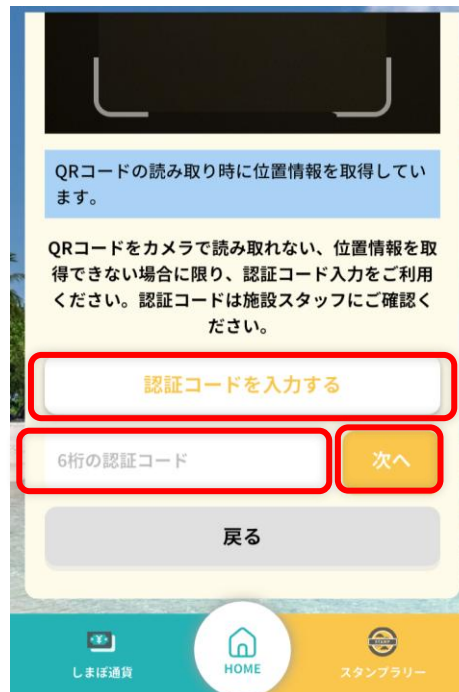 QRコードの読み取り時に位置情報を取得してい
ます。
QRコードをカメラで読み取れない、位置情報を取
得できない場合に限り、認証コード入力をご利用
ください。認証コードは施設スタッフにご確認く
ださい。
認証コードを入力する
6桁の認証コード
次へ
戻る
しまぽ通貨
HOME
スタンプラリー